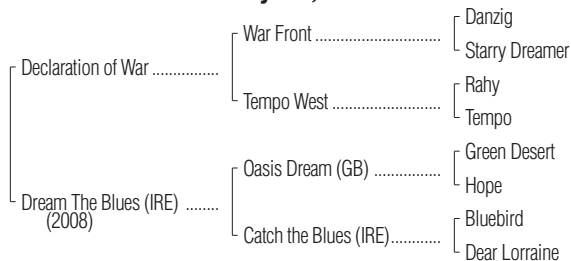 Danzig
War Front ................................
Starry Dreamer
Declaration of War ................
Rahy
Tempo West ............................
Tempo
Green Desert
Oasis Dream (GB) .................
Hope
Dream The Blues (IRE) ........
(2008)
Bluebird
Catch the Blues (IRE)............
Dear Lorraine